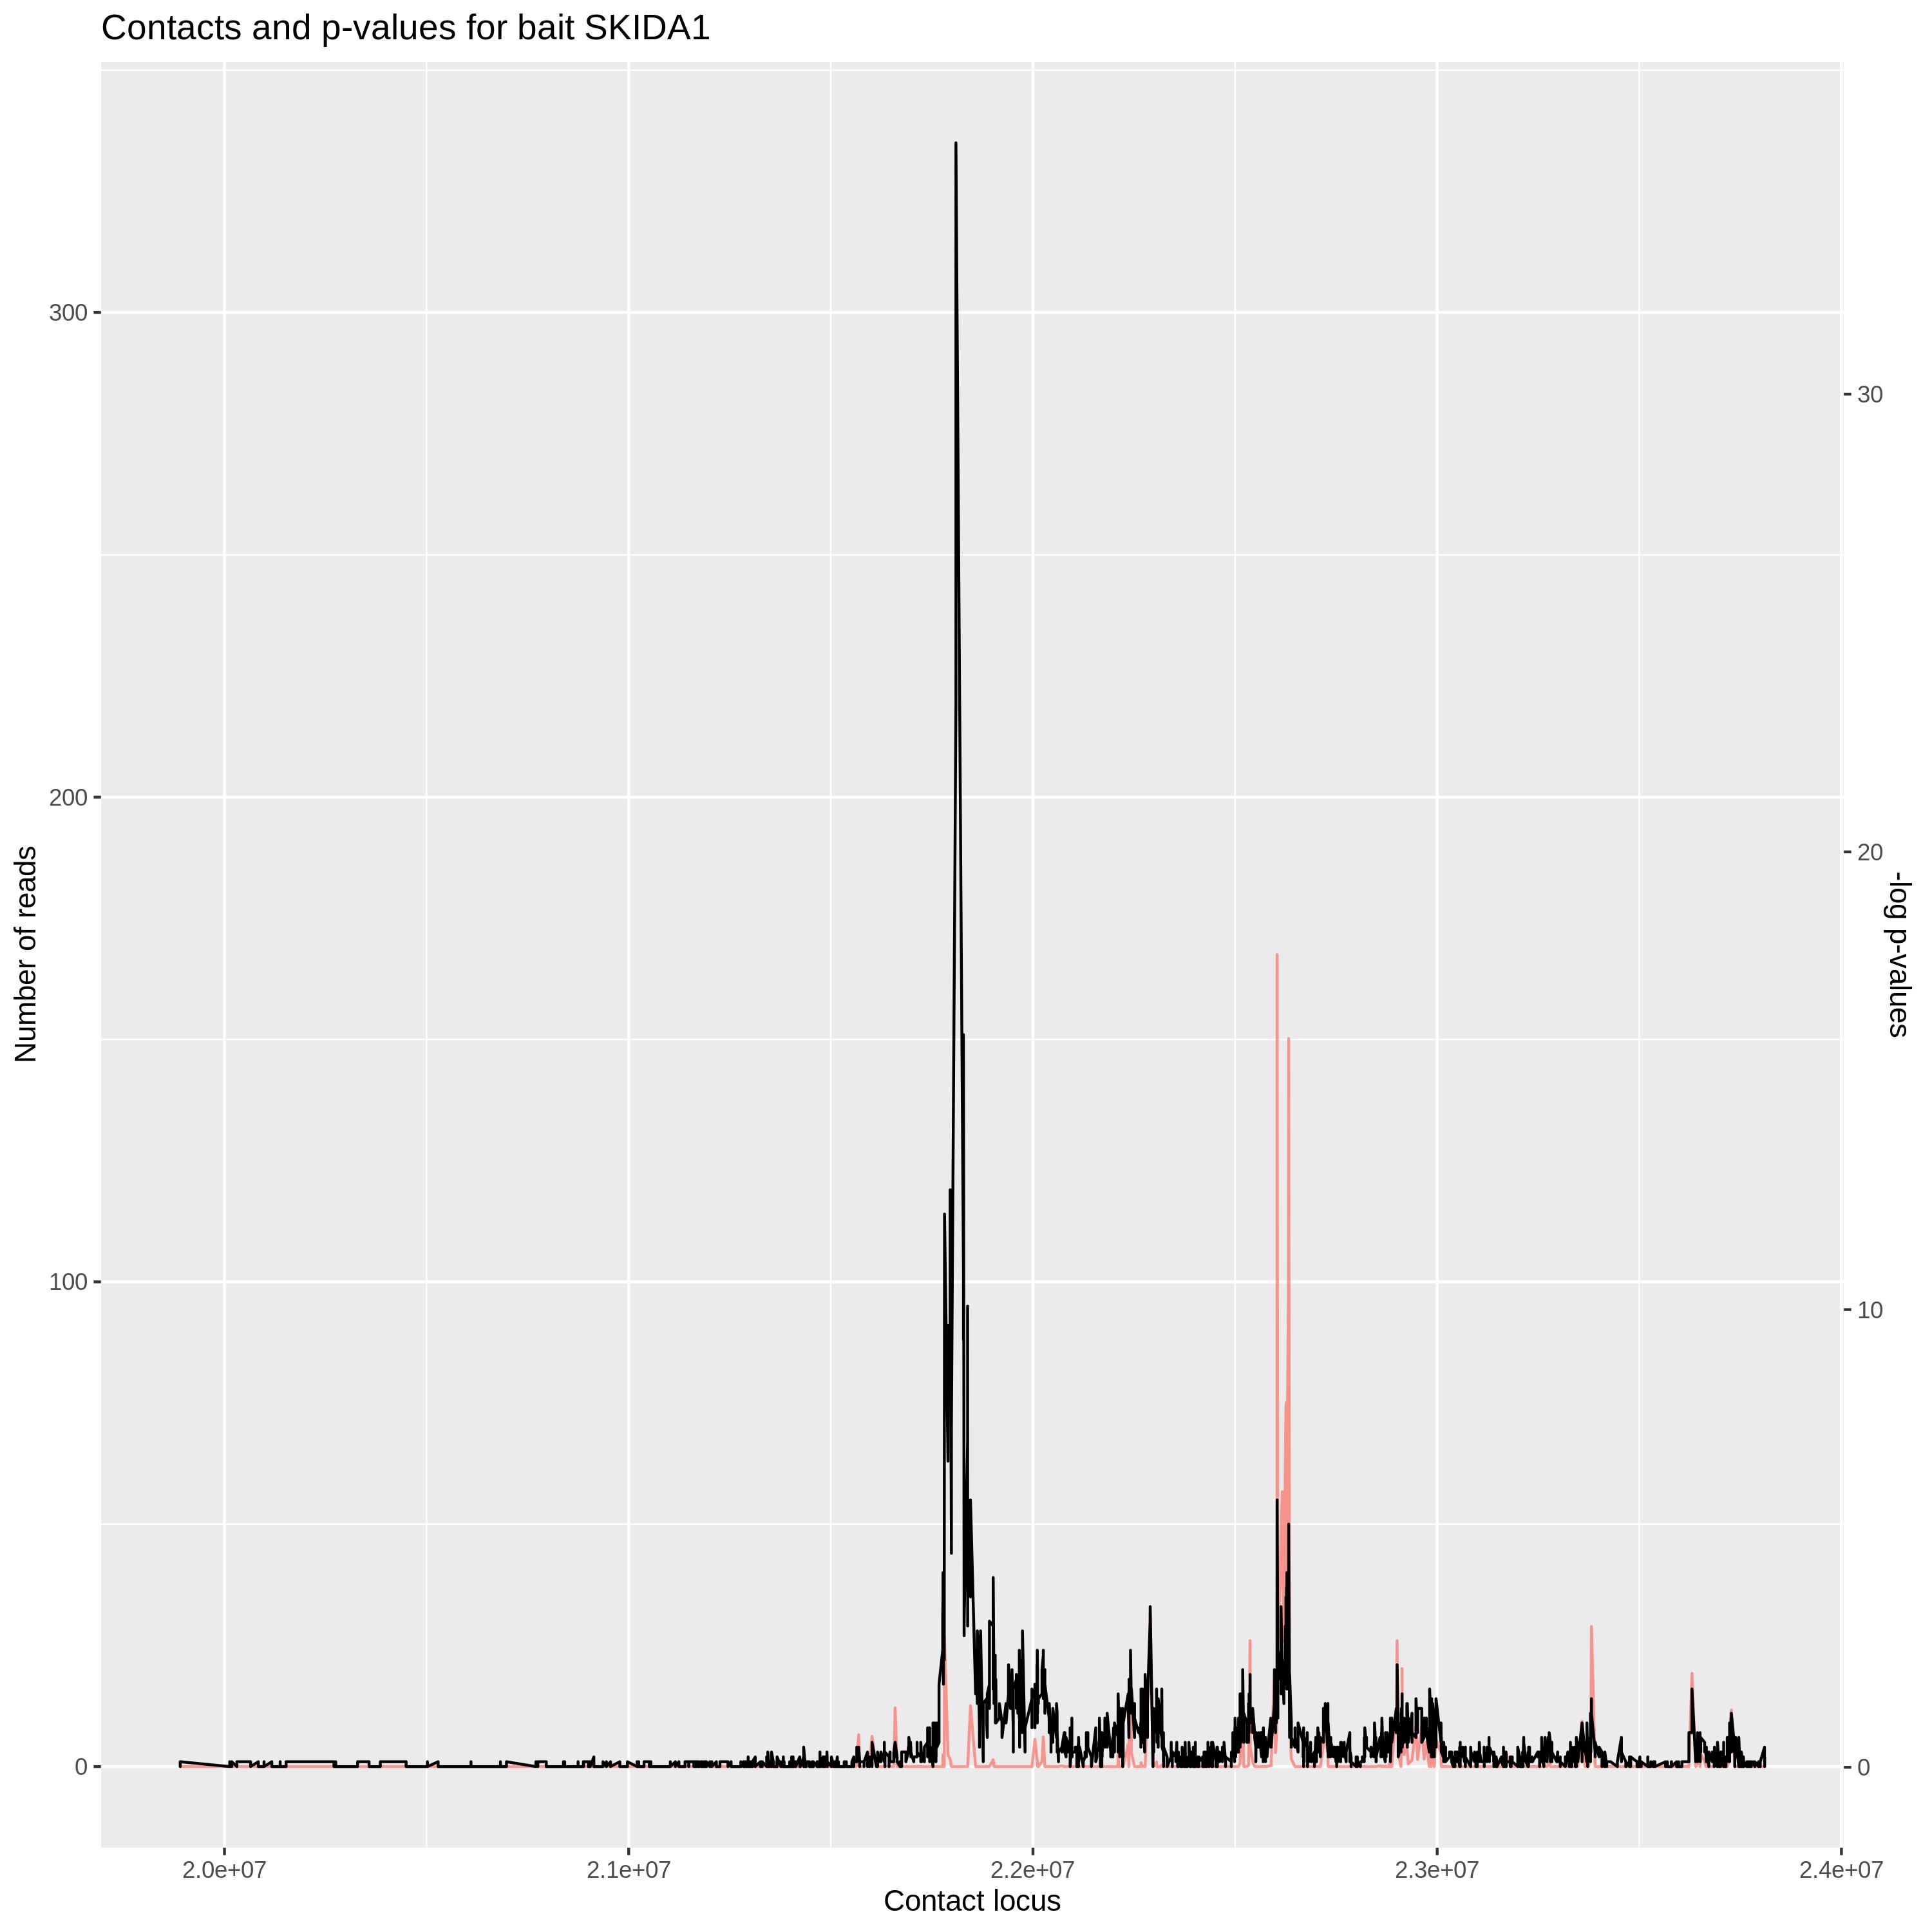 Contacts and p-values for bait SKIDA1
Number of reads
300
200
100
0
30
20
10
0
-log p-values
2.0e+07
2.1e+07
2.2e+07
2.3e+07
2.4e+07
Contact locus